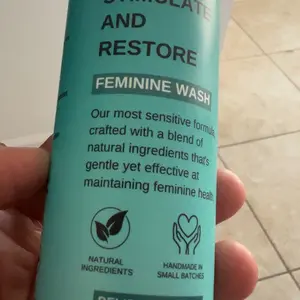 STIMULATE
AND
RESTORE
FEMININE WASH
Our most sensitive formula,
crafted with a blend of
natural ingredients that's
gentle yet effective at
maintaining feminine health
NATURAL
INGREDIENTS
HANDMADE IN
SMALL BATCHES